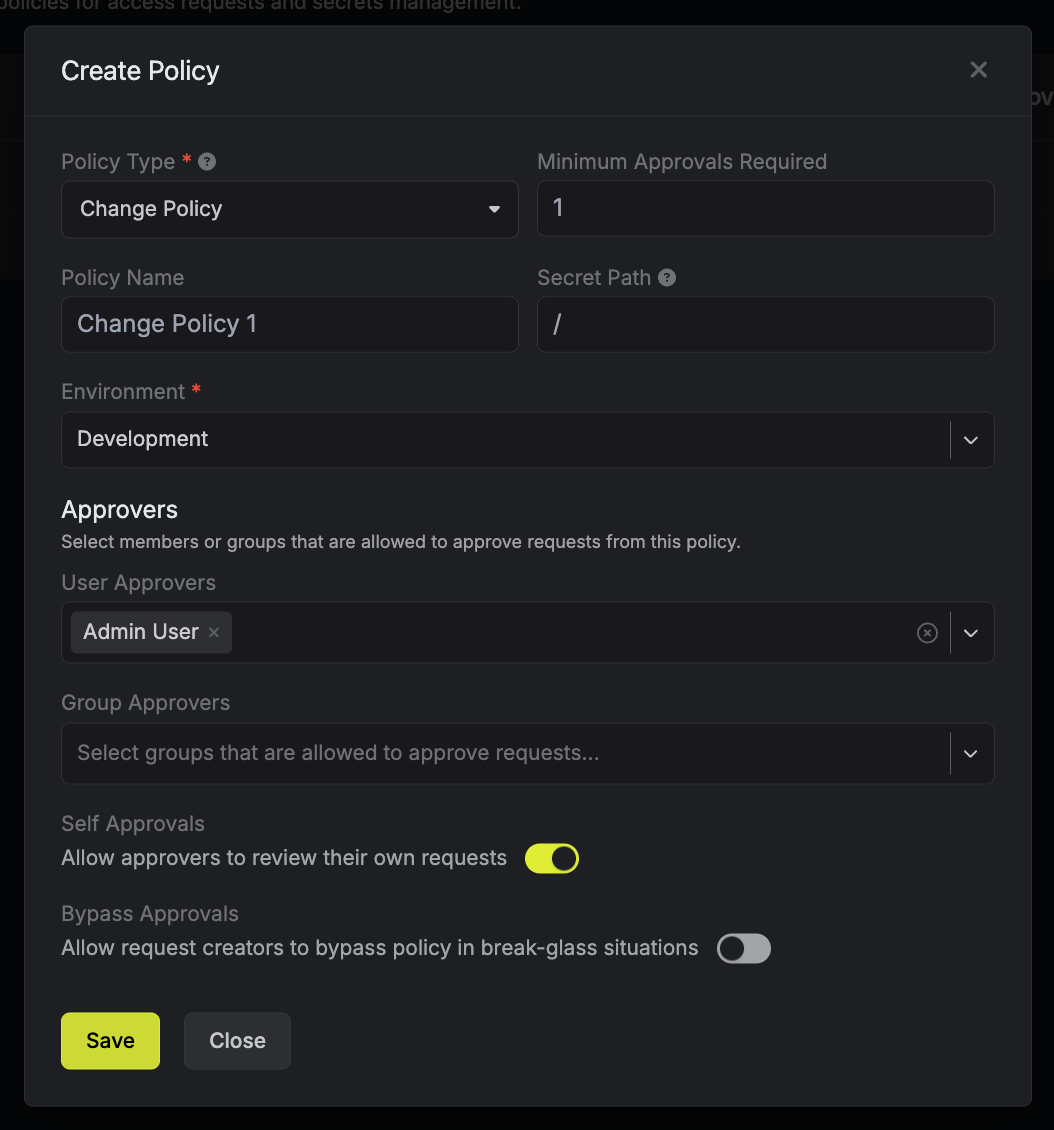 policies for access requests and secrets management.
Create Policy
Policy Type *
Minimum Approvals Required
Change Policy
1
Policy Name
Secret Path
Change Policy 1
/
Environment *
Development
Approvers
Select members or groups that are allowed to approve requests from this policy.
User Approvers
Admin User
Group Approvers
Select groups that are allowed to approve requests...
Self Approvals
Allow approvers to review their own requests
Bypass Approvals
Allow request creators to bypass policy in break-glass situations
Save
Close